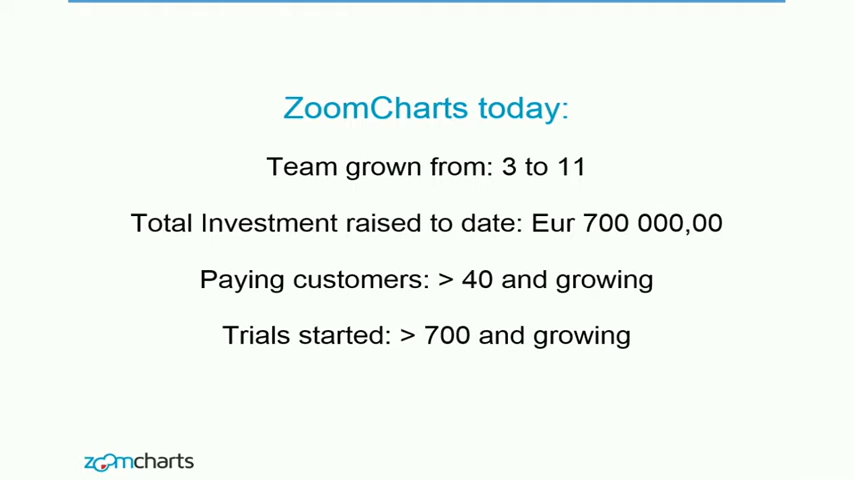 ZoomCharts today:
Team grown from: 3 to 11
Total Investment raised to date: Eur 700 000,00
Paying customers: > 40 and growing
Trials started: > 700 and growing
zoomcharts